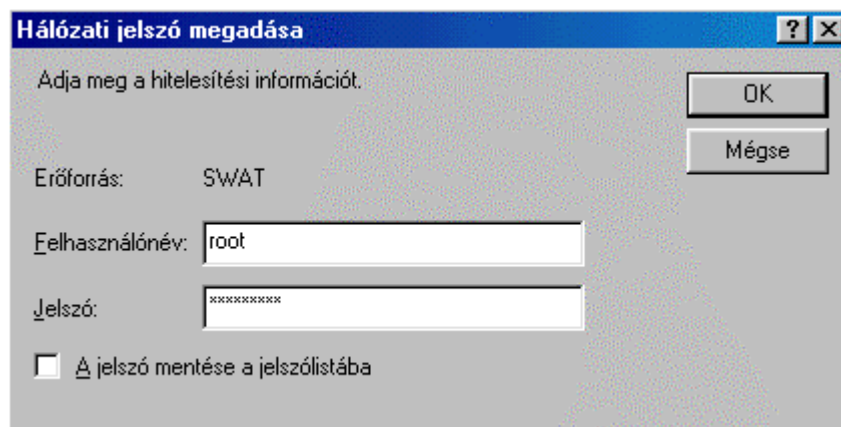 Hálózati jelszó megadása
Adja meg a hitelesítési információt.
OK
Mégse
Erőforrás: SWAT
Felhasználónév: root
Jelszó: *********
A jelszó mentése a jelszólistába